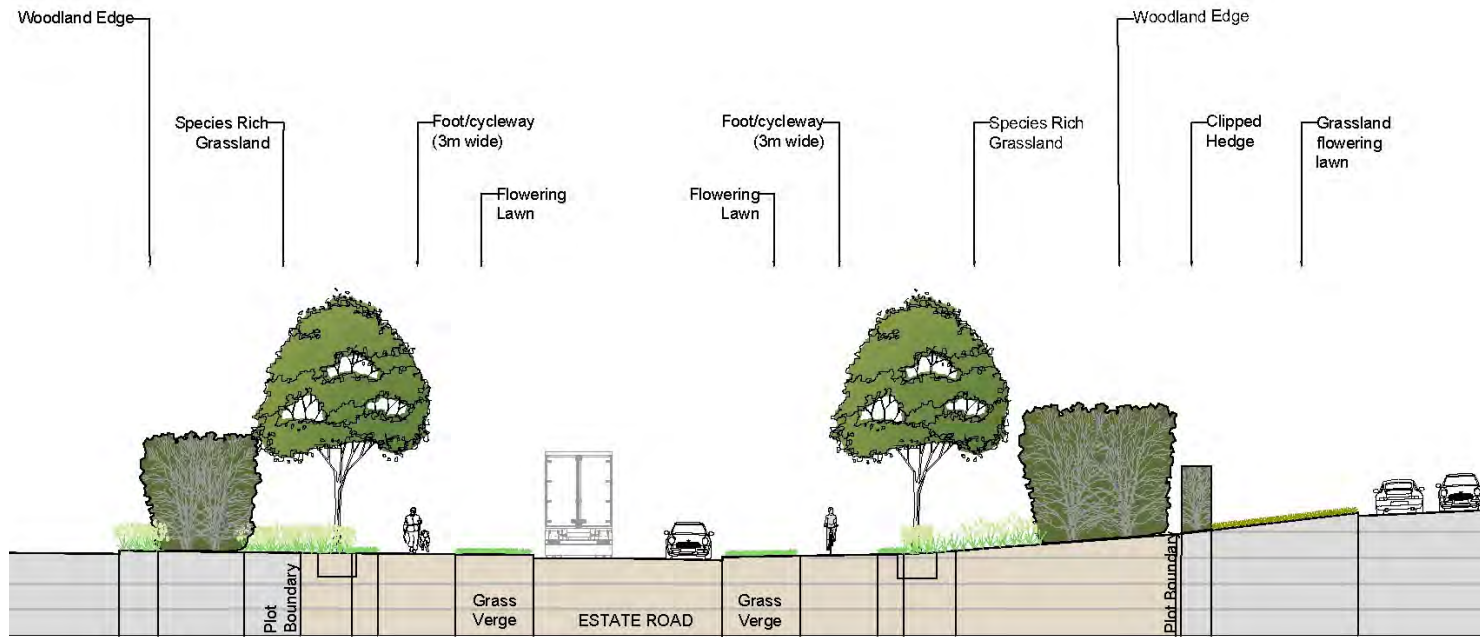 Woodland Edge
Woodland Edge
Species Rich
Grassland
Foot/cycleway
(3m wide)
Foot/cycleway
(3m wide)
Species Rich
Grassland
Clipped
Hedge
Grassland
flowering
lawn
Flowering
Lawn
Flowering
Lawn
Plot
Boundary
Grass
Verge
ESTATE ROAD
Grass
Verge
Plot Boundary